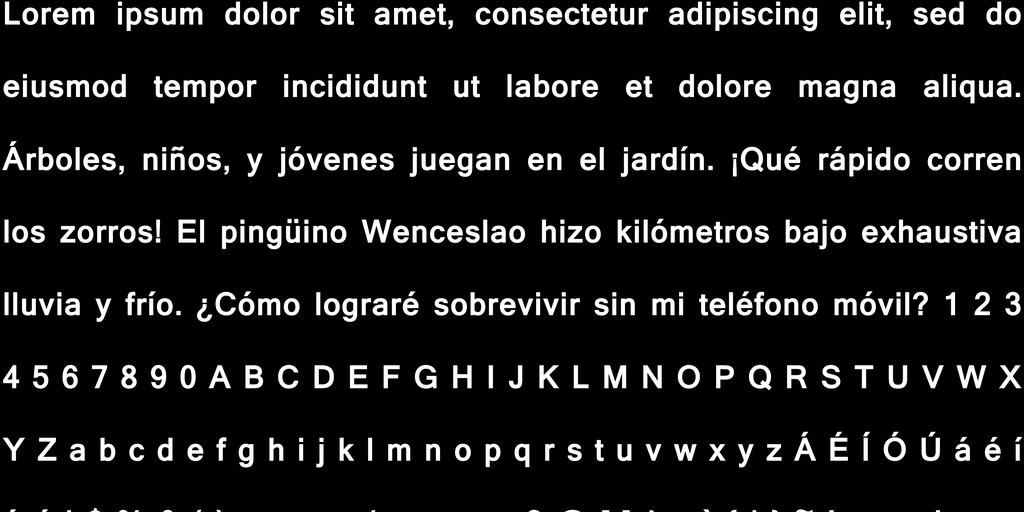 Lorem ipsum dolor sit amet, consectetur adipiscing elit, sed do
eiusmod tempor incididunt ut labore et dolore magna aliqua.
Árboles, niños, y jóvenes juegan en el jardín. ¡Qué rápido corren
los zorros! El pingüino Wenceslao hizo kilómetros bajo exhaustiva
lluvia y frío. ¿Cómo lograré sobrevivir sin mi teléfono móvil? 1 2 3
4 5 6 7 8 9 0 A B C D E F G H I J K L M N O P Q R S T U V W X
Y Z a b c d e f g h i j k l m n o p q r s t u v w x y z Á É Í Ó Ú á é í